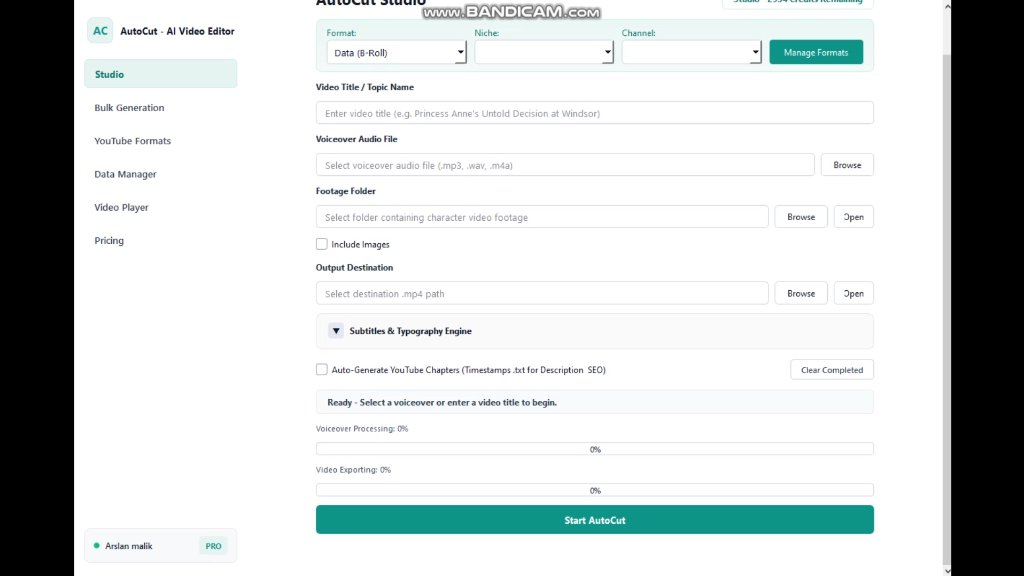 www.BANDICAM.com
AutoCut Studio
Studio - 2954 Credits Remaining
AC
AutoCut - AI Video Editor
Studio
Bulk Generation
YouTube Formats
Data Manager
Video Player
Pricing
Arslan malik
PRO
Format:
Niche:
Channel:
Data (B-Roll)
Manage Formats
Video Title / Topic Name
Enter video title (e.g. Princess Anne's Untold Decision at Windsor)
Voiceover Audio File
Select voiceover audio file (.mp3, .wav, .m4a)
Browse
Footage Folder
Select folder containing character video footage
Browse
Open
Include Images
Output Destination
Select destination .mp4 path
Browse
Open
Subtitles & Typography Engine
Auto-Generate YouTube Chapters (Timestamps .txt for Description SEO)
Clear Completed
Ready - Select a voiceover or enter a video title to begin.
Voiceover Processing: 0%
0%
Video Exporting: 0%
0%
Start AutoCut